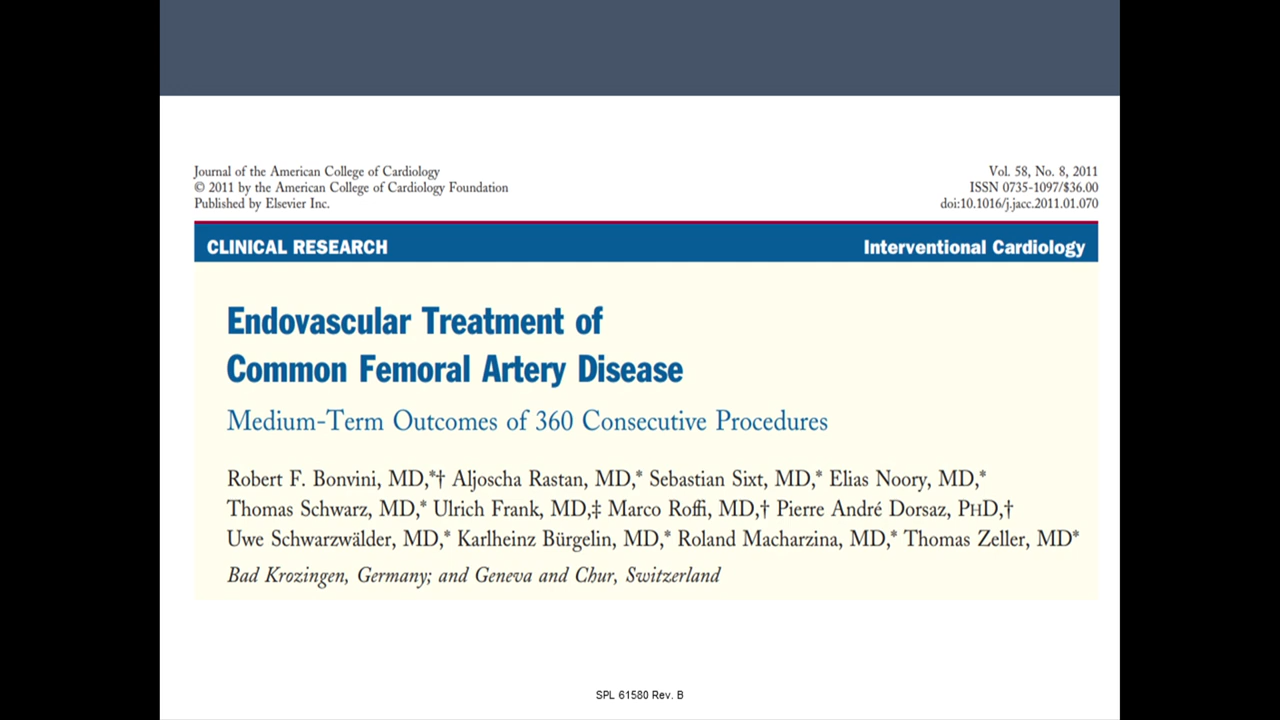 Journal of the American College of Cardiology
© 2011 by the American College of Cardiology Foundation
Published by Elsevier Inc.
Vol. 58, No. 8, 2011
ISSN 0735-1097/$36.00
doi:10.1016/j.jacc.2011.01.070
CLINICAL RESEARCH
Interventional Cardiology
Endovascular Treatment of
Common Femoral Artery Disease
Medium-Term Outcomes of 360 Consecutive Procedures
Robert F. Bonvini, MD,*† Aljoscha Rastan, MD,* Sebastian Sixt, MD,* Elias Noory, MD,*
Thomas Schwarz, MD,* Ulrich Frank, MD,‡ Marco Roffi, MD,† Pierre André Dorsaz, PHD,†
Uwe Schwarzwälder, MD,* Karlheinz Bürgelin, MD,* Roland Macharzina, MD,* Thomas Zeller, MD*
Bad Krozingen, Germany; and Geneva and Chur, Switzerland
SPL 61580 Rev. B